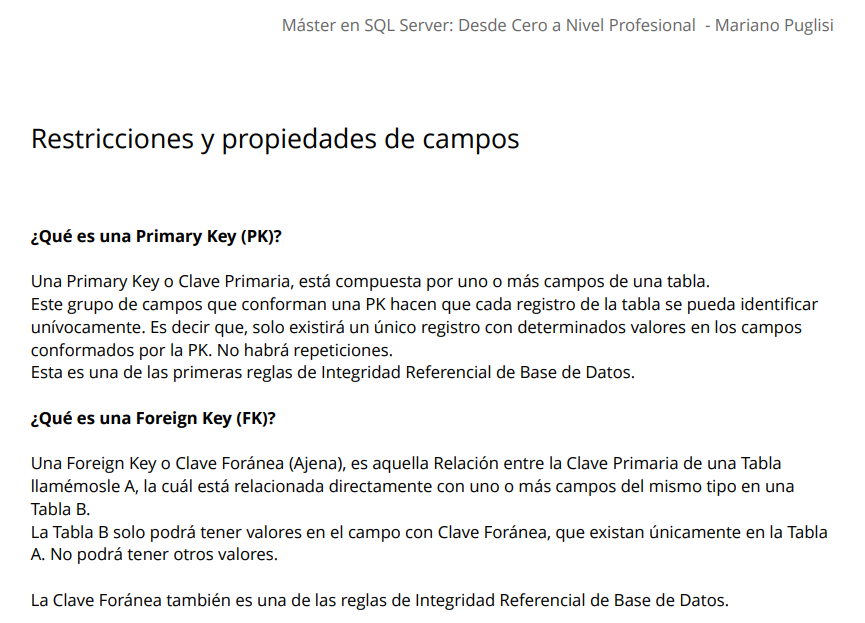 Máster en SQL Server: Desde Cero a Nivel Profesional - Mariano Puglisi
Restricciones y propiedades de campos
¿Qué es una Primary Key (PK)?
Una Primary Key o Clave Primaria, está compuesta por uno o más campos de una tabla.
Este grupo de campos que conforman una PK hacen que cada registro de la tabla se pueda identificar
unívocamente. Es decir que, solo existirá un único registro con determinados valores en los campos
conformados por la PK. No habrá repeticiones.
Esta es una de las primeras reglas de Integridad Referencial de Base de Datos.
¿Qué es una Foreign Key (FK)?
Una Foreign Key o Clave Foránea (Ajena), es aquella Relación entre la Clave Primaria de una Tabla
llamémosle A, la cuál está relacionada directamente con uno o más campos del mismo tipo en una
Tabla B.
La Tabla B solo podrá tener valores en el campo con Clave Foránea, que existan únicamente en la Tabla
A. No podrá tener otros valores.
La Clave Foránea también es una de las reglas de Integridad Referencial de Base de Datos.